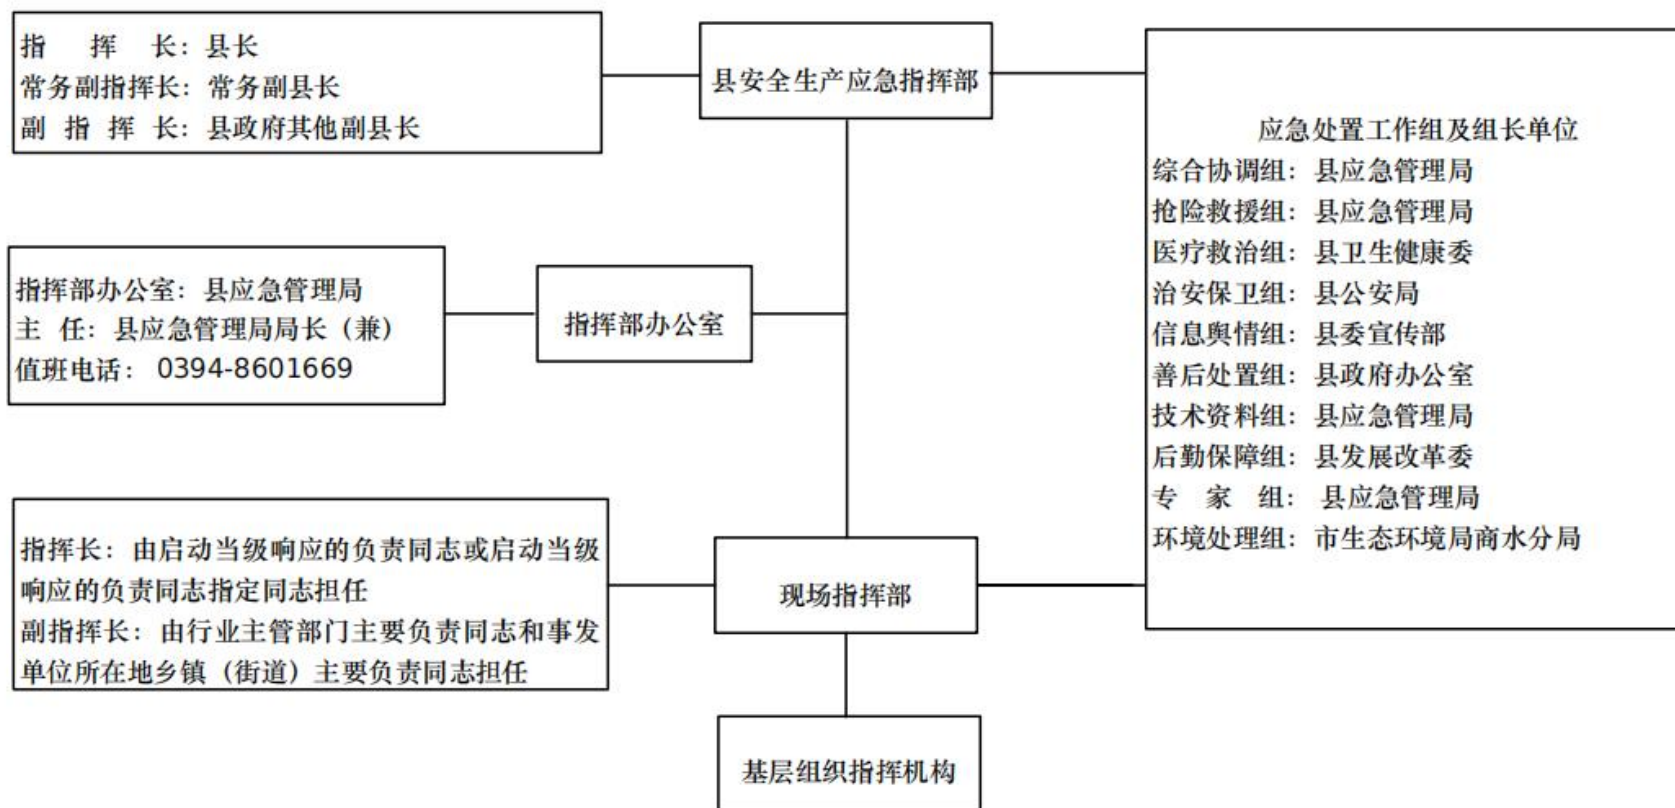 指 挥 长：县长
常务副指挥长：常务副县长
副 指 挥 长：县政府其他副县长
县安全生产应急指挥部
应急处置工作组及组长单位
综合协调组：县应急管理局
抢险救援组：县应急管理局
医疗救治组：县卫生健康委
治安保卫组：县公安局
信息舆情组：县委宣传部
善后处置组：县政府办公室
技术资料组：县应急管理局
后勤保障组：县发展改革委
专 家 组： 县应急管理局
环境处理组：市生态环境局商水分局
指挥部办公室：县应急管理局
主 任：县应急管理局局长（兼）
值班电话： 0394-8601669
指挥部办公室
指挥长：由启动当级响应的负责同志或启动当级
响应的负责同志指定同志担任
副指挥长：由行业主管部门主要负责同志和事发
单位所在地乡镇（街道）主要负责同志担任
现场指挥部
基层组织指挥机构